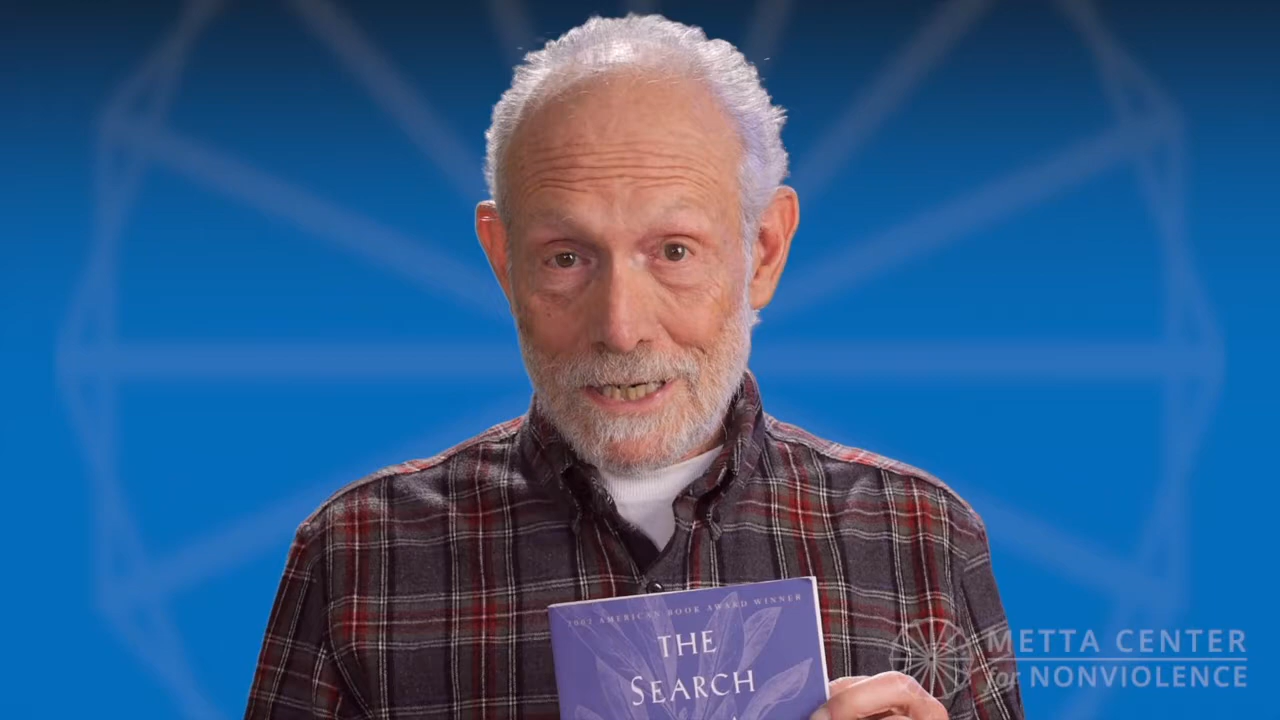 2002 AMERICAN BOOK AWARD WINNER
THE
SEARCH
METTA CENTER
for NONVIOLENCE